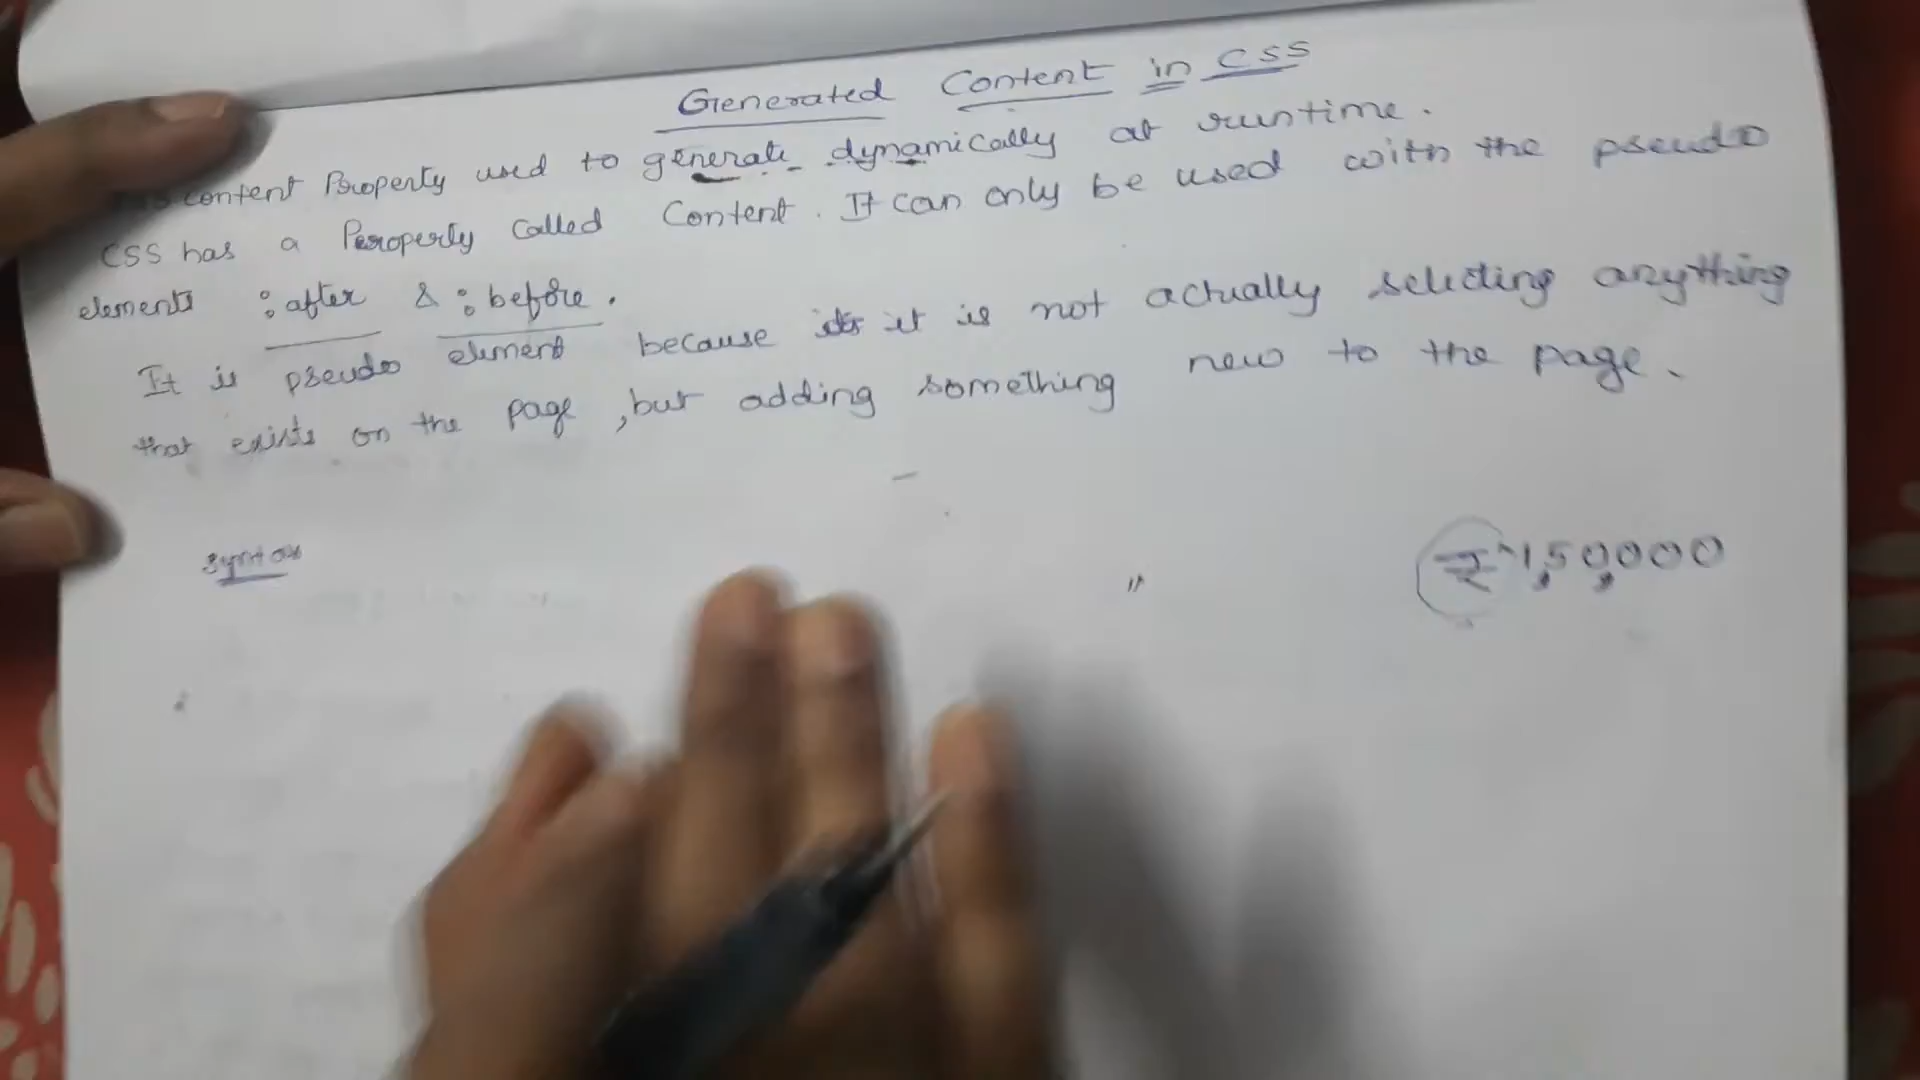 Generated Content in CSS
content Property used to generate dynamically at runtime.
CSS has a Property called Content. It can only be used with the pseudo
elements :after & :before.
It is pseudo element because it is not actually selecting anything
that exists on the page, but adding something new to the page.
Syntax
"
₹ 1,50,000